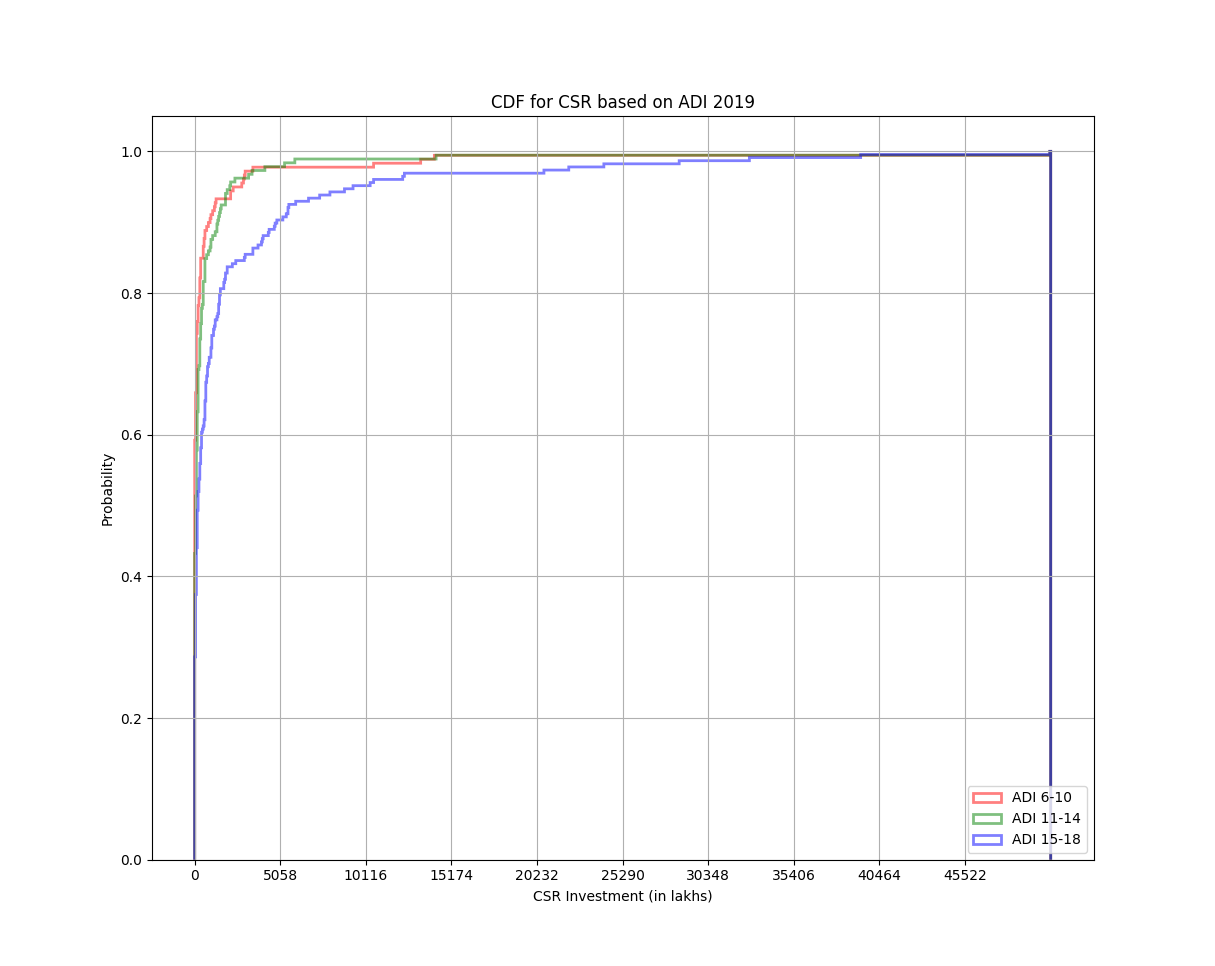 CDF for CSR based on ADI 2019
1.0
0.8
0.6
0.4
0.2
0.0
Probability
0 5058 10116 15174 20232 25290 30348 35406 40464 45522
CSR Investment (in lakhs)
ADI 6-10
ADI 11-14
ADI 15-18